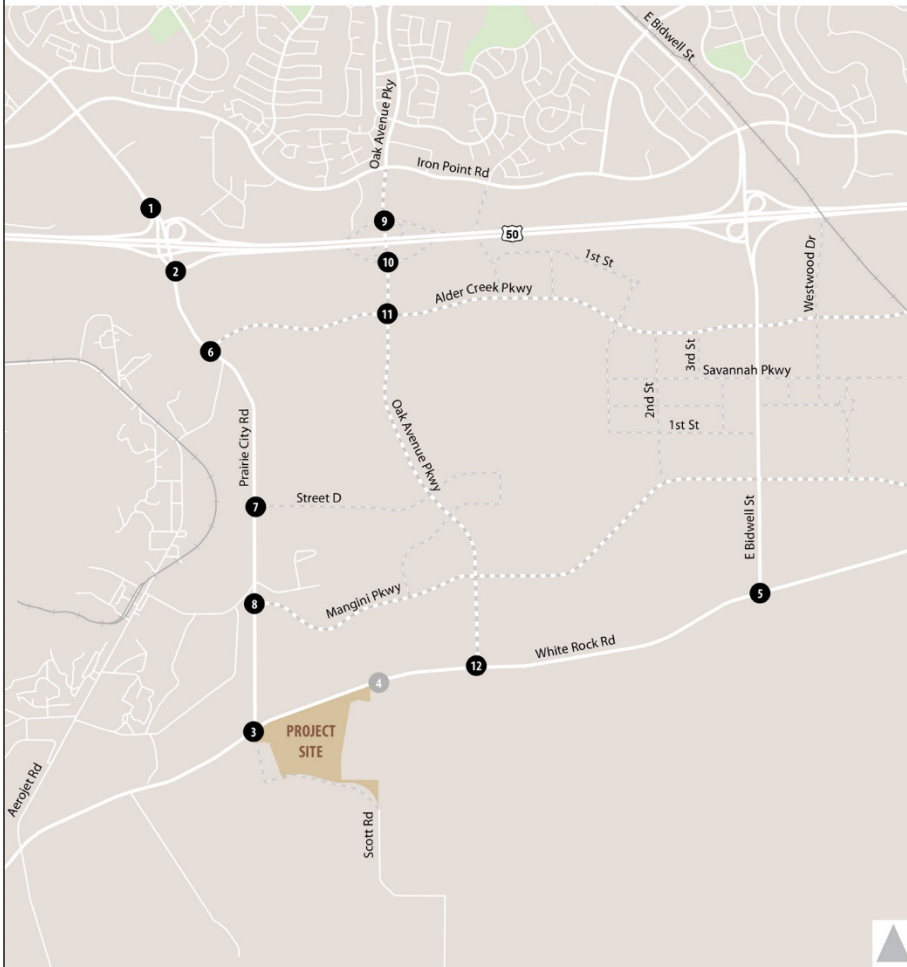 E Bidwell St
Oak Avenue Pky
Iron Point Rd
1
9
50
2
10
1st St
Westwood Dr
Alder Creek Pkwy
11
6
3rd St
Savannah Pkwy
2nd St
1st St
Oak Avenue Pkwy
Prairie City Rd
Street D
7
E Bidwell St
5
8
Mangini Pkwy
White Rock Rd
12
4
3
PROJECT
SITE
Aerojet Rd
Scott Rd